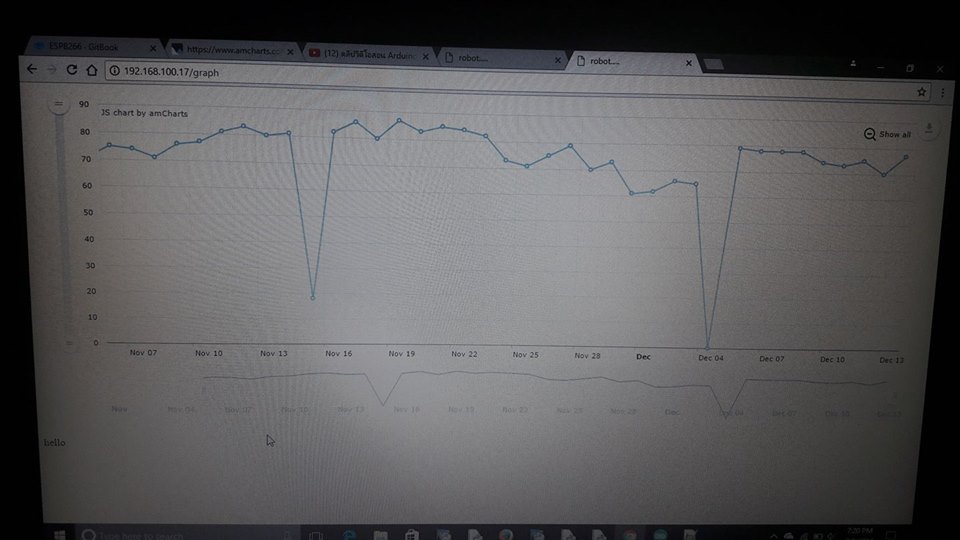 ESP8266 - GitBook
https://www.amcharts.co
(12) คลิปวิดีโอสอน Arduin
robot....
robot....
192.168.100.17/graph
JS chart by amCharts
Show all
90
80
70
60
50
40
30
20
10
0
Nov 07 Nov 10 Nov 13 Nov 16 Nov 19 Nov 22 Nov 25 Nov 28 Dec Dec 04 Dec 07 Dec 10 Dec 13
Nov Nov 04 Nov 07 Nov 10 Nov 13 Nov 16 Nov 19 Nov 22 Nov 25 Nov 28 Dec Dec 04 Dec 07 Dec 10
hello
Type here to search
7:20 PM